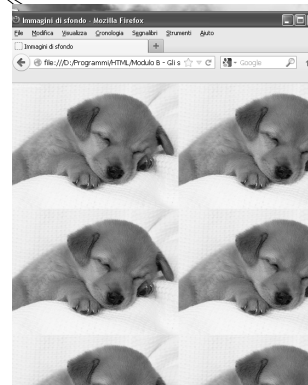 Immagini di sfondo - Mozilla Firefox
File Modifica Visualizza Cronologia Segnalibri Strumenti Aiuto
Immagini di sfondo +
file:///D:/Programmi/HTML/Modulo B - Gli s Google